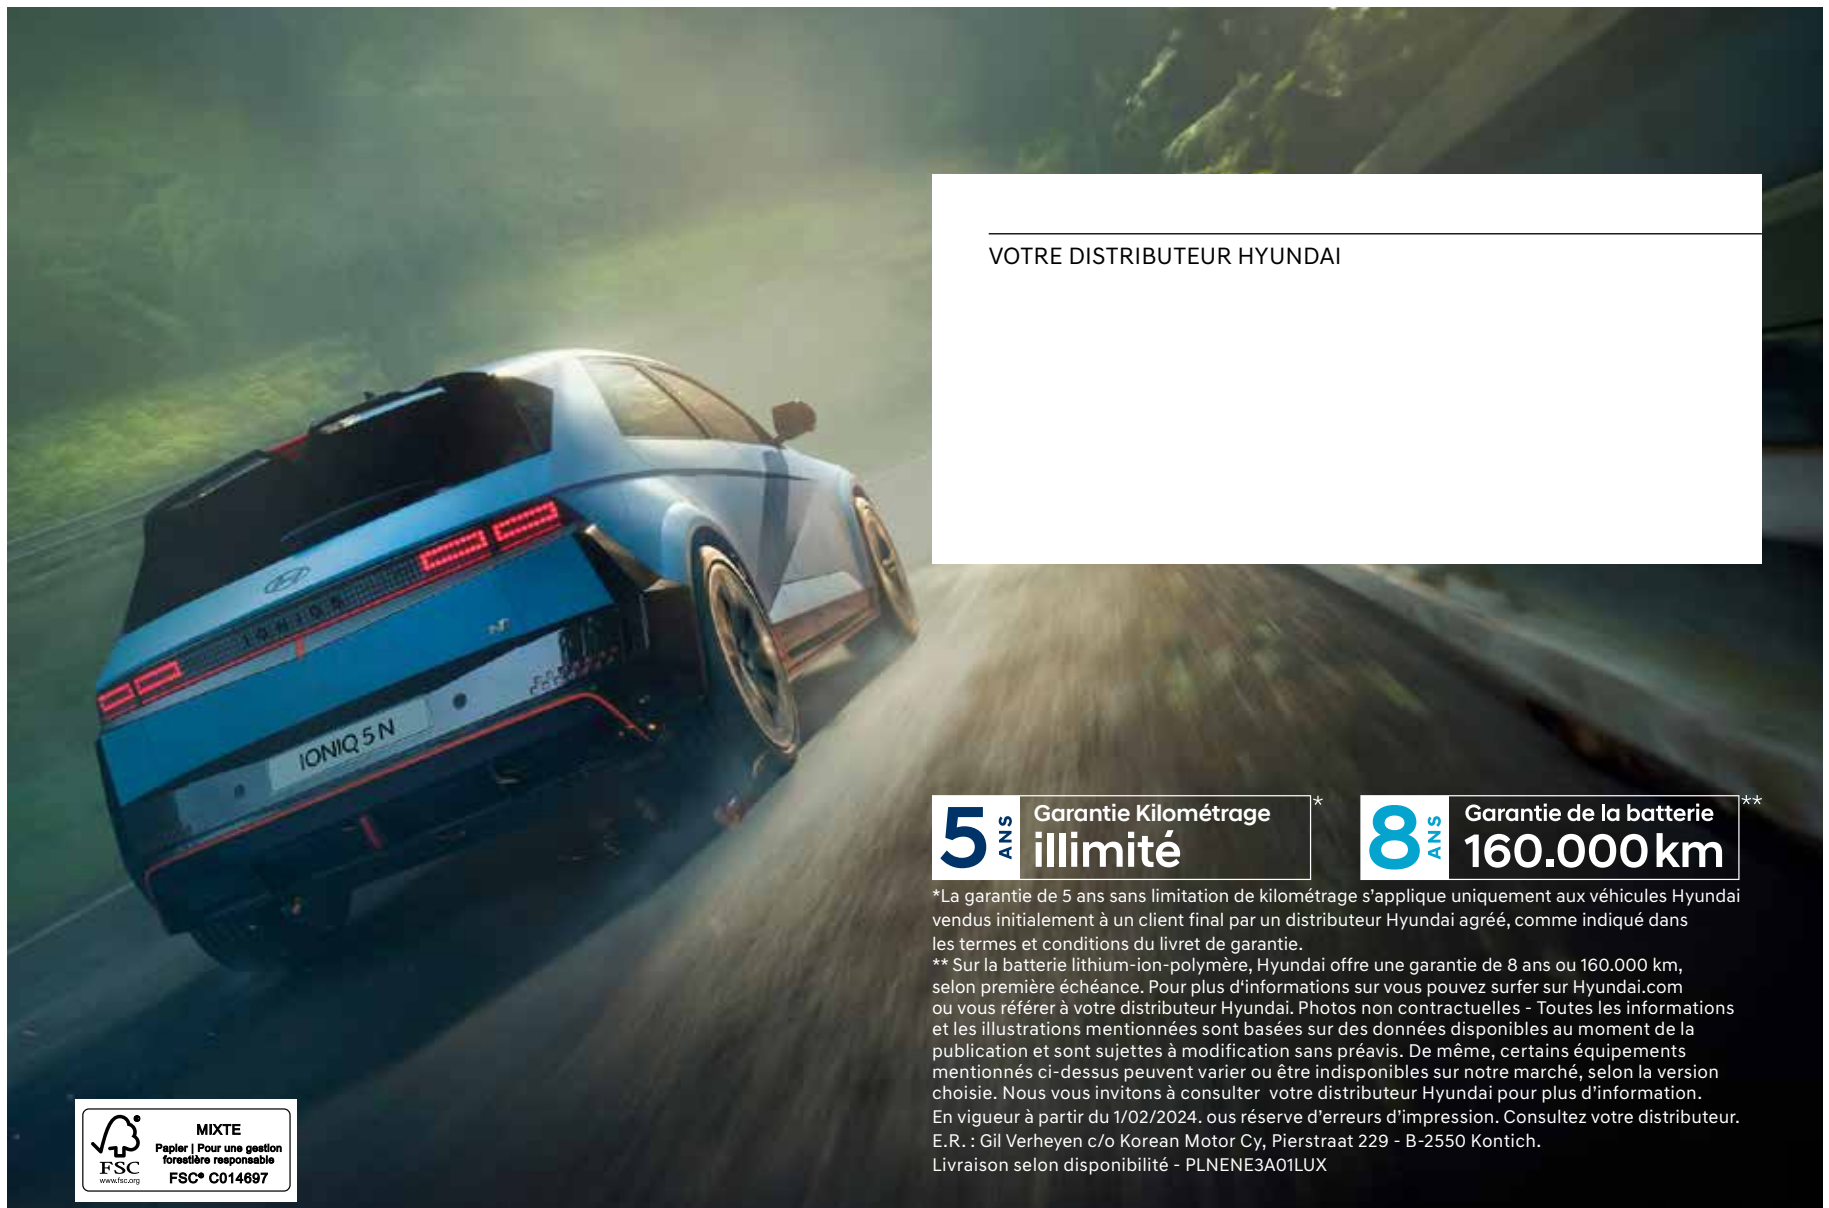 VOTRE DISTRIBUTEUR HYUNDAI
IONIQ 5
N
IONIQ 5 N
5 ANS
Garantie Kilométrage
illimité
*
8 ANS
Garantie de la batterie
160.000 km
**
*La garantie de 5 ans sans limitation de kilométrage s’applique uniquement aux véhicules Hyundai
vendus initialement à un client final par un distributeur Hyundai agréé, comme indiqué dans
les termes et conditions du livret de garantie.
** Sur la batterie lithium-ion-polymère, Hyundai offre une garantie de 8 ans ou 160.000 km,
selon première échéance. Pour plus d‘informations sur vous pouvez surfer sur Hyundai.com
ou vous référer à votre distributeur Hyundai. Photos non contractuelles - Toutes les informations
et les illustrations mentionnées sont basées sur des données disponibles au moment de la
publication et sont sujettes à modification sans préavis. De même, certains équipements
mentionnés ci-dessus peuvent varier ou être indisponibles sur notre marché, selon la version
choisie. Nous vous invitons à consulter  votre distributeur Hyundai pour plus d’information.
En vigueur à partir du 1/02/2024. ous réserve d’erreurs d’impression. Consultez votre distributeur.
E.R. : Gil Verheyen c/o Korean Motor Cy, Pierstraat 229 - B-2550 Kontich.
Livraison selon disponibilité - PLNENE3A01LUX
FSC
www.fsc.org
MIXTE
Papier | Pour une gestion
forestière responsable
FSC® C014697